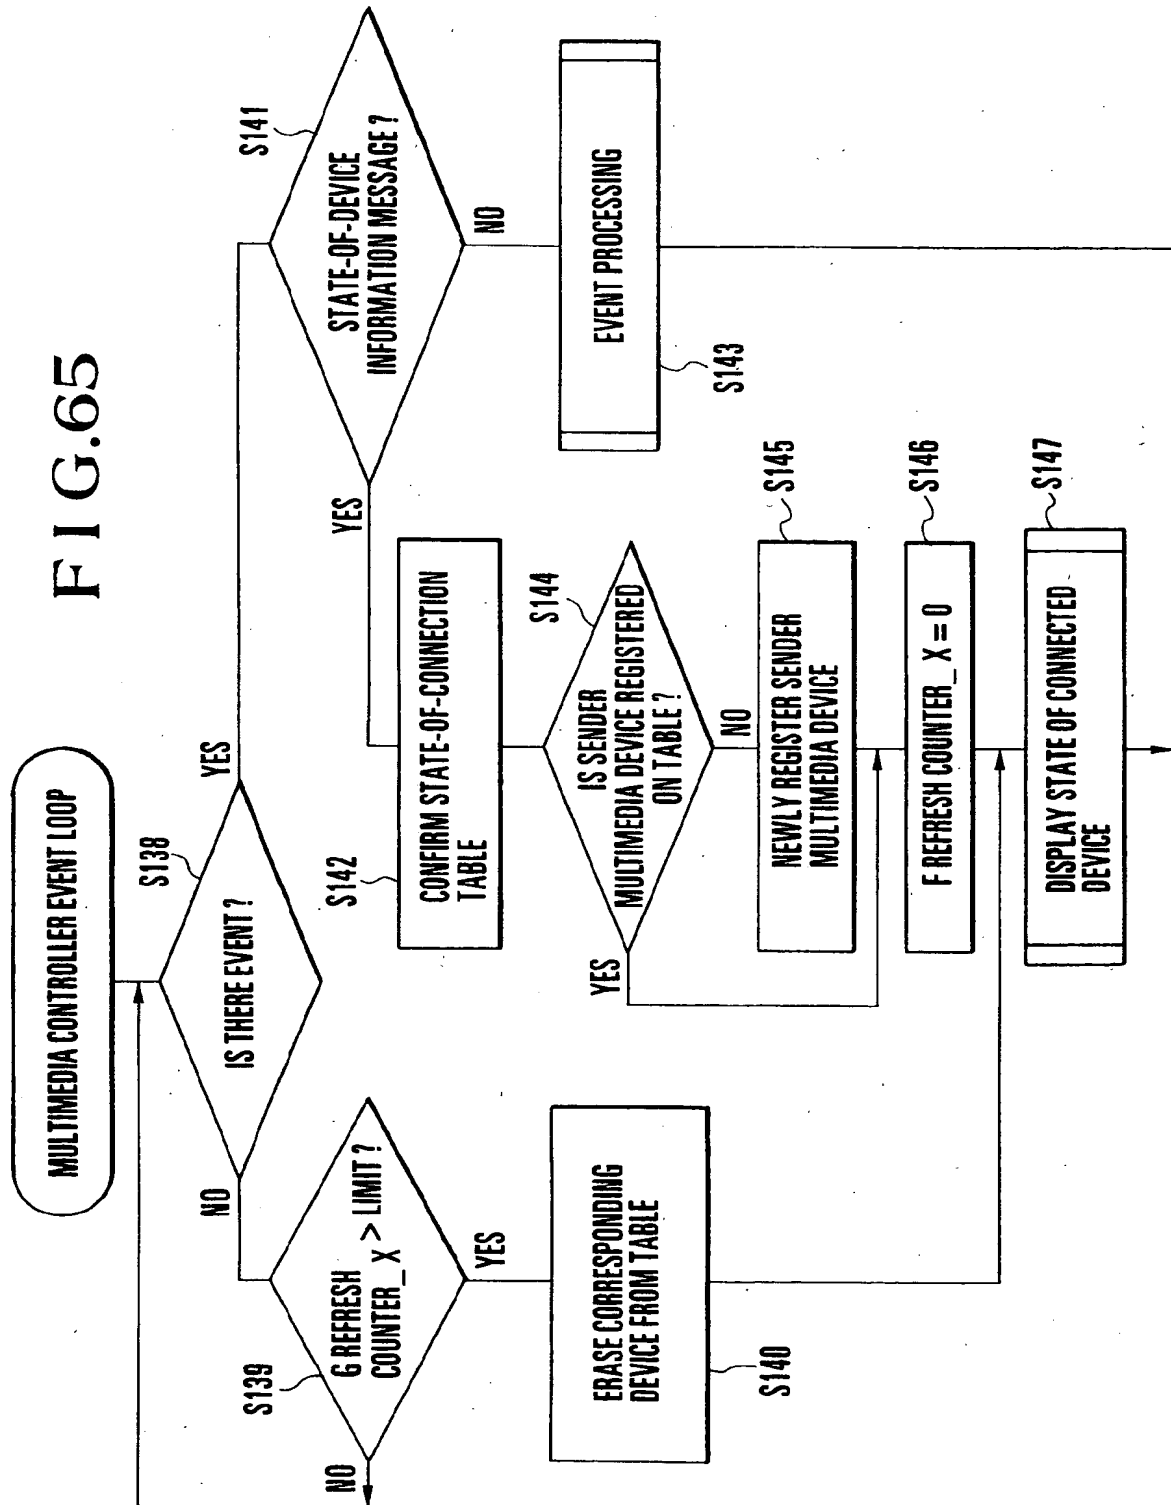 FIG.65
MULTIMEDIA CONTROLLER EVENT LOOP
S138
IS THERE EVENT?
NO
YES
S139
G REFRESH
COUNTER_X > LIMIT?
NO
YES
ERASE CORRESPONDING
DEVICE FROM TABLE
S140
S141
STATE-OF-DEVICE
INFORMATION MESSAGE?
YES
NO
S142
CONFIRM STATE-OF-CONNECTION
TABLE
EVENT PROCESSING
S143
S144
IS SENDER
MULTIMEDIA DEVICE REGISTERED
ON TABLE?
YES
NO
S145
NEWLY REGISTER SENDER
MULTIMEDIA DEVICE
S146
F REFRESH COUNTER_X = 0
S147
DISPLAY STATE OF CONNECTED
DEVICE